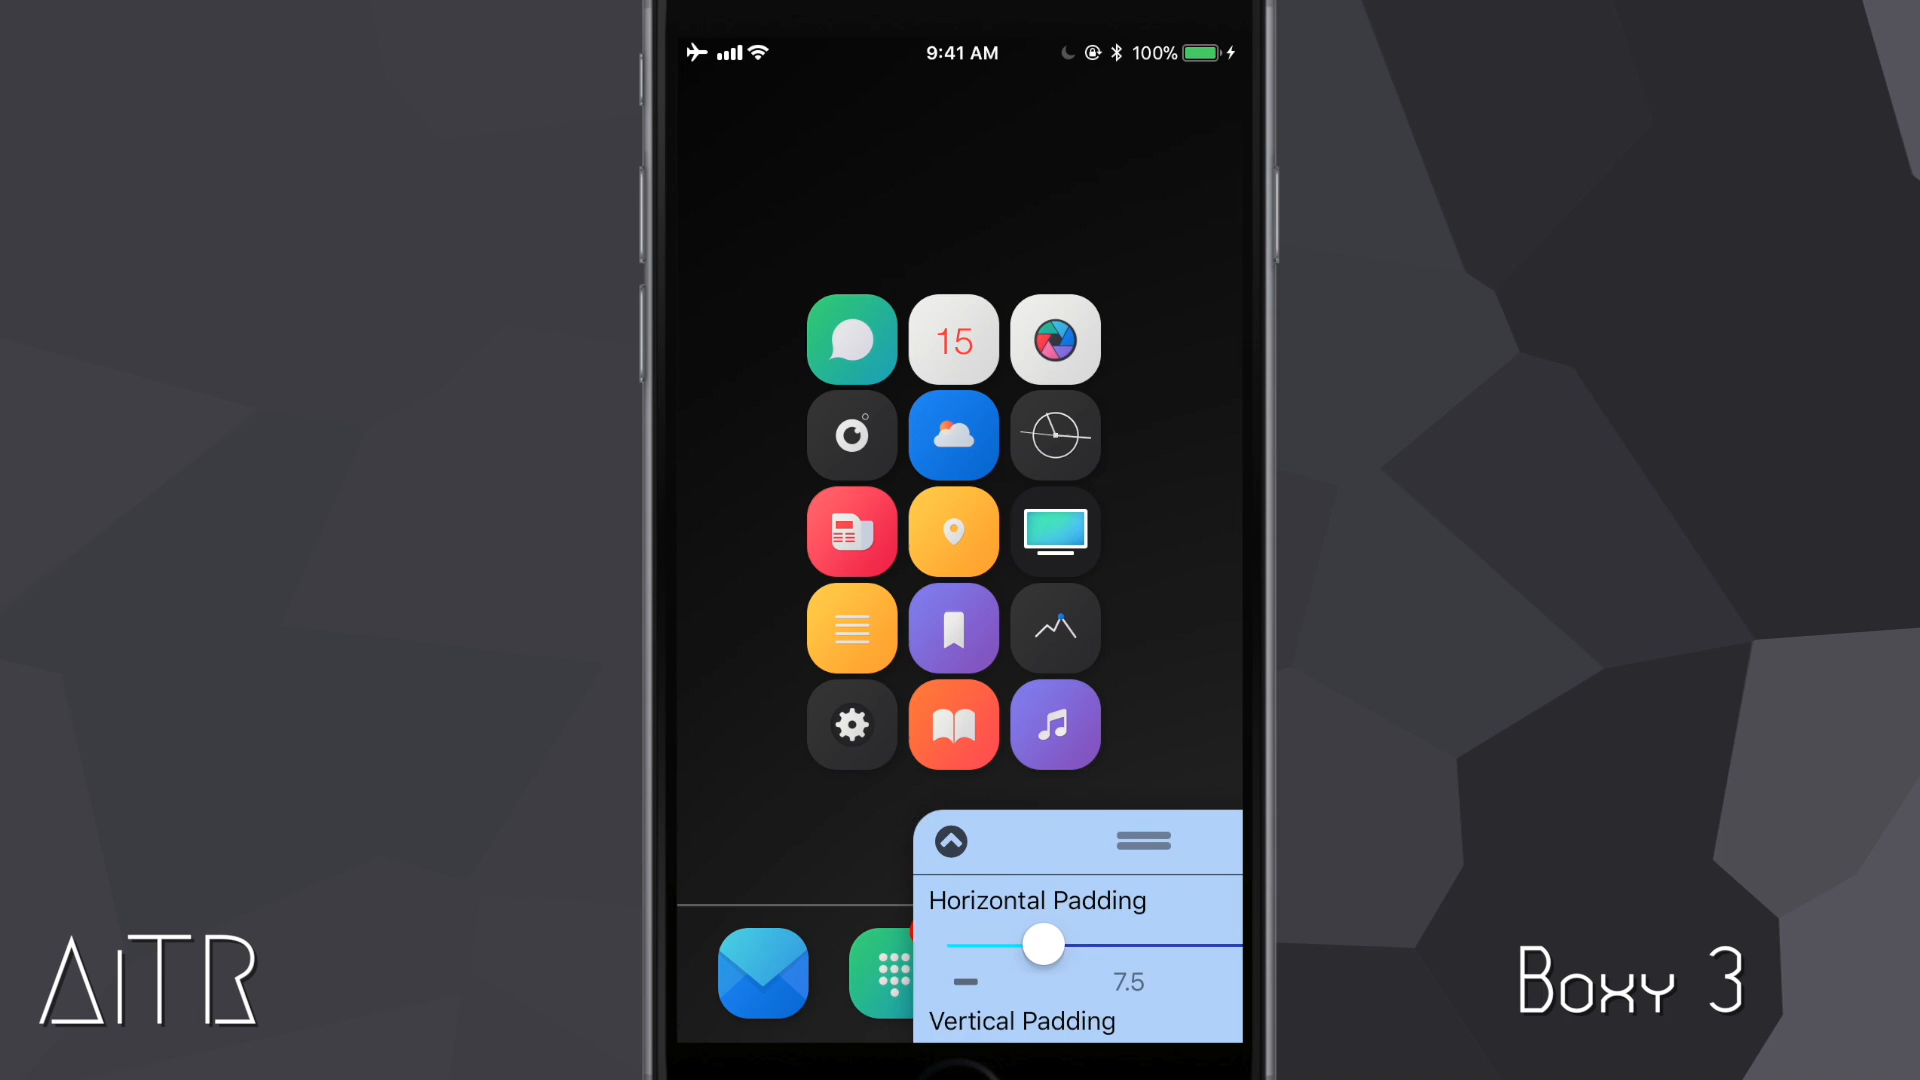 9:41 AM
100%
15
Horizontal Padding
7.5
Vertical Padding
AiTR
Boxy 3